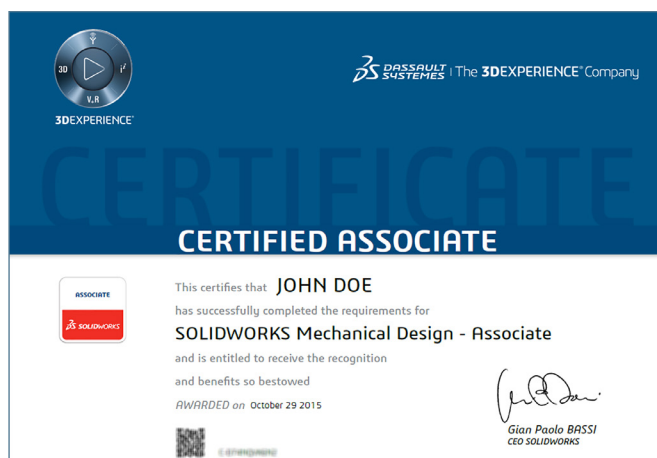 3D
i²
V.R
3DEXPERIENCE®
DASSAULT SYSTEMES | The 3DEXPERIENCE® Company
CERTIFICATE
CERTIFIED ASSOCIATE
ASSOCIATE
SOLIDWORKS
This certifies that JOHN DOE
has successfully completed the requirements for
SOLIDWORKS Mechanical Design - Associate
and is entitled to receive the recognition
and benefits so bestowed
AWARDED on October 29 2015
Gian Paolo BASSI
CEO SOLIDWORKS